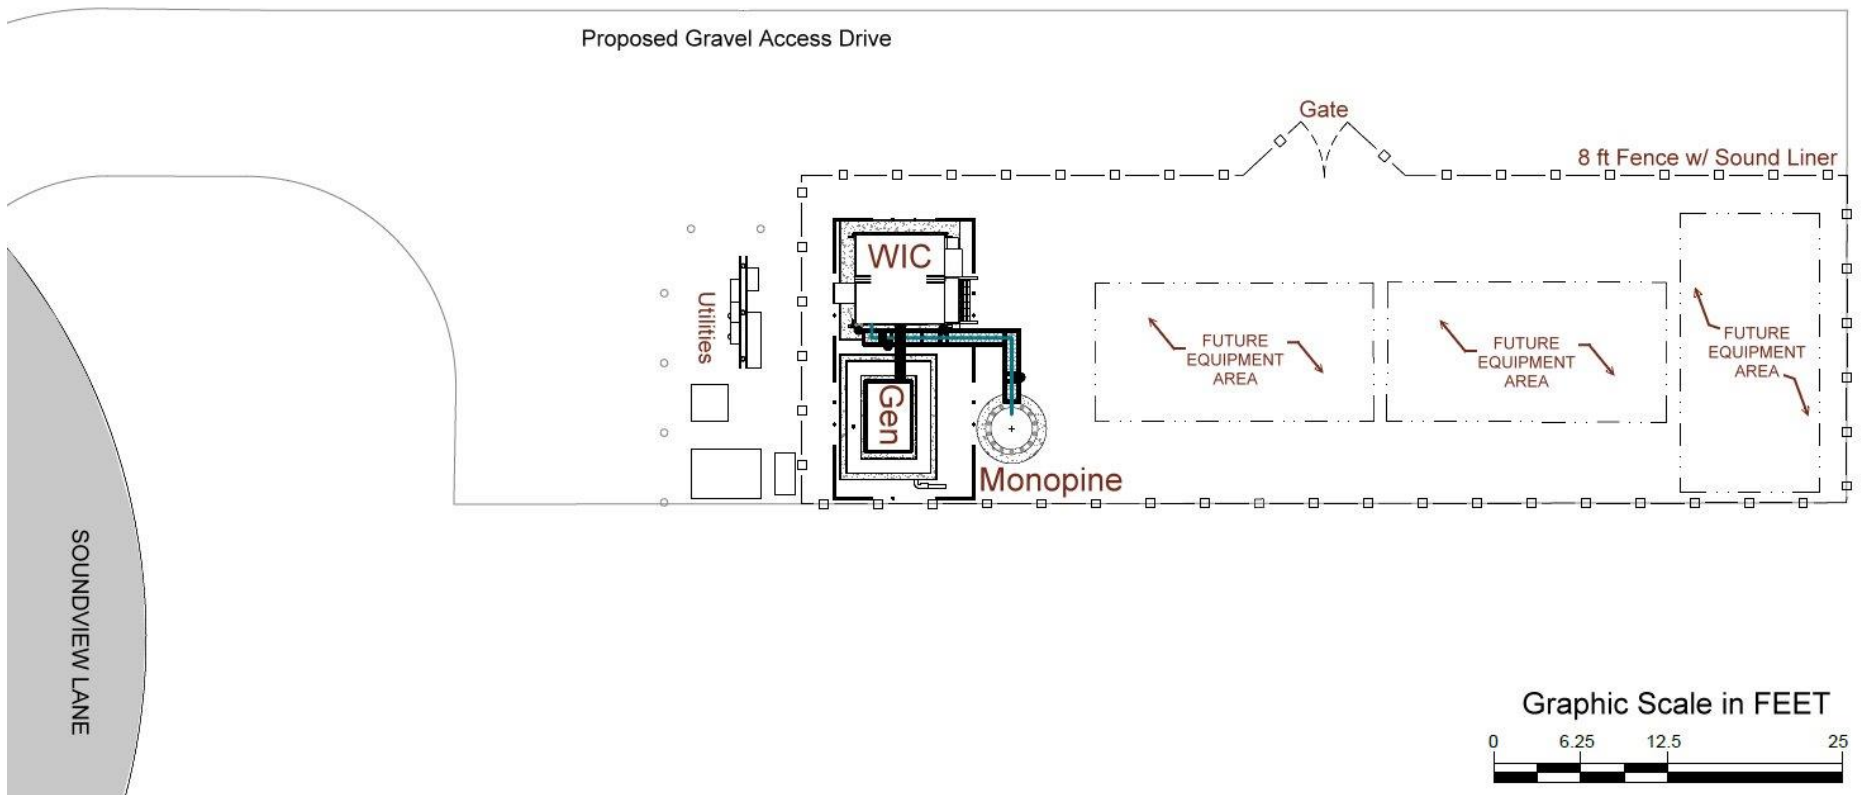 Proposed Gravel Access Drive
Gate
8 ft Fence w/ Sound Liner
WIC
Utilities
Gen
Monopine
FUTURE
EQUIPMENT
AREA
FUTURE
EQUIPMENT
AREA
FUTURE
EQUIPMENT
AREA
SOUNDVIEW LANE
Graphic Scale in FEET
0 6.25 12.5 25